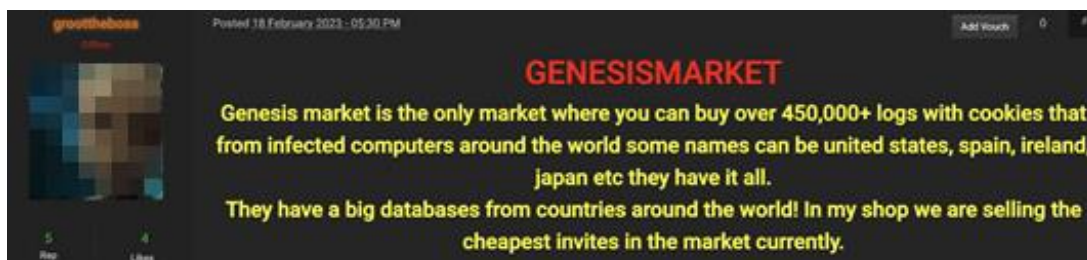 groottheboss
Offline
Posted 18 February 2023 - 05:30 PM
Add Vouch
0
GENESISMARKET
Genesis market is the only market where you can buy over 450,000+ logs with cookies that
from infected computers around the world some names can be united states, spain, ireland,
japan etc they have it all.
They have a big databases from countries around the world! In my shop we are selling the
cheapest invites in the market currently.
5
4
Rep
Likes